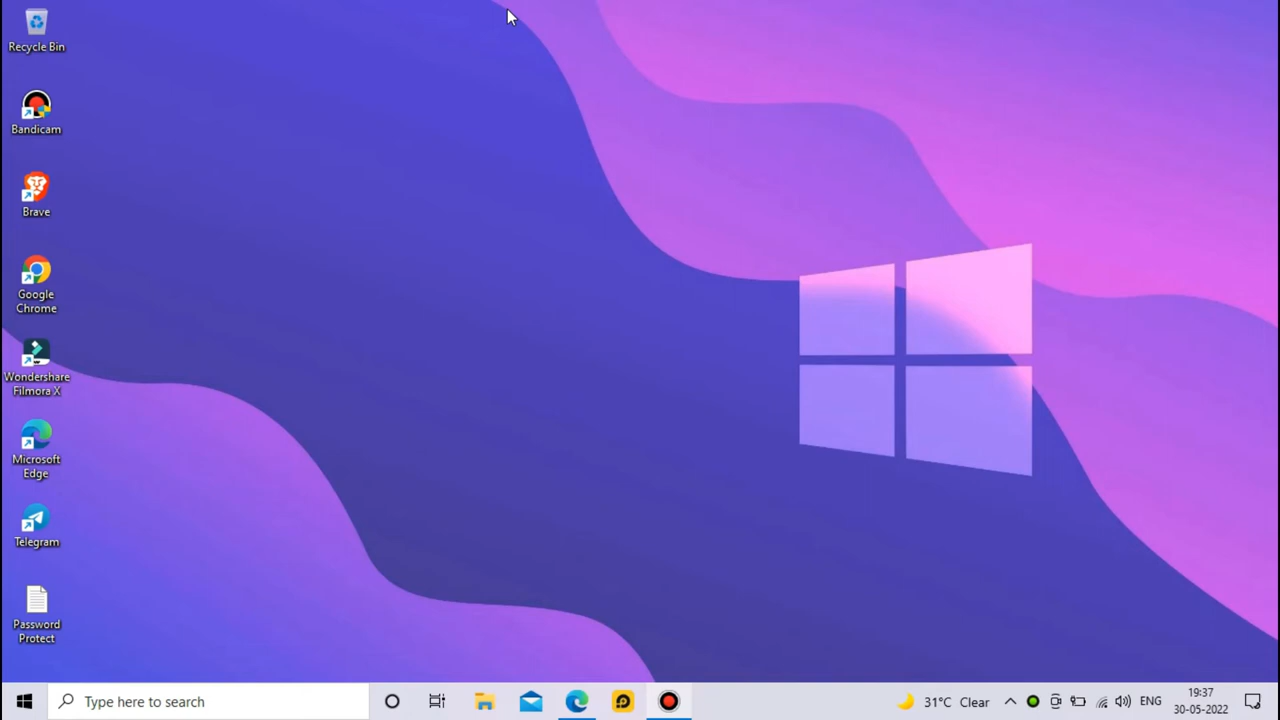 Recycle Bin
Bandicam
Brave
Google
Chrome
Wondershare
Filmora X
Microsoft
Edge
Telegram
Password
Protect
Type here to search
31°C Clear
ENG
19:37
30-05-2022